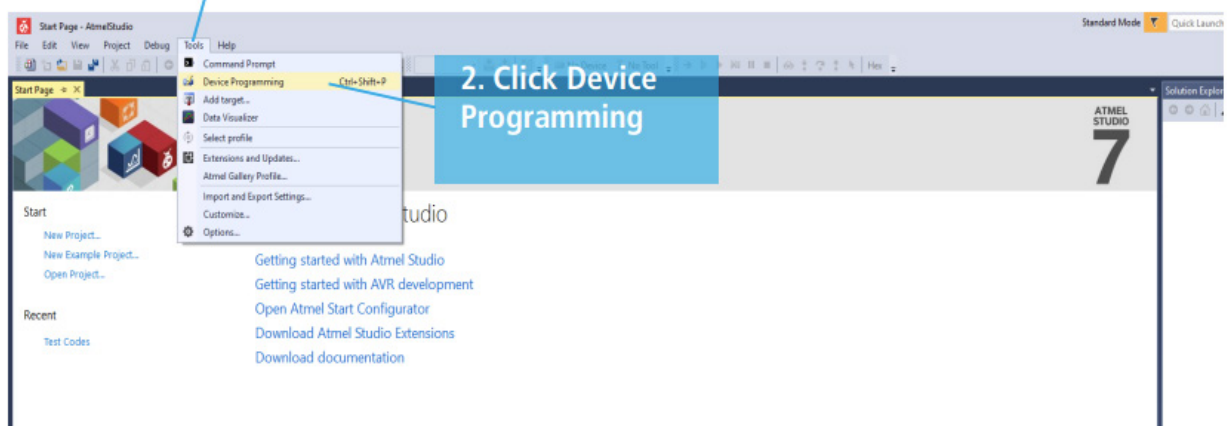 Start Page - AtmelStudio
Standard Mode
Quick Launch
File Edit View Project Debug Tools Help
Hex
Start Page
Solution Explor
Command Prompt
Device Programming Ctrl+Shift+P
Add target...
Data Visualizer
Select profile
Extensions and Updates...
Atmel Gallery Profile...
Import and Export Settings...
Customize...
Options...
2. Click Device
Programming
ATMEL
STUDIO
7
tudio
Start
New Project...
New Example Project...
Open Project...
Recent
Test Codes
Getting started with Atmel Studio
Getting started with AVR development
Open Atmel Start Configurator
Download Atmel Studio Extensions
Download documentation